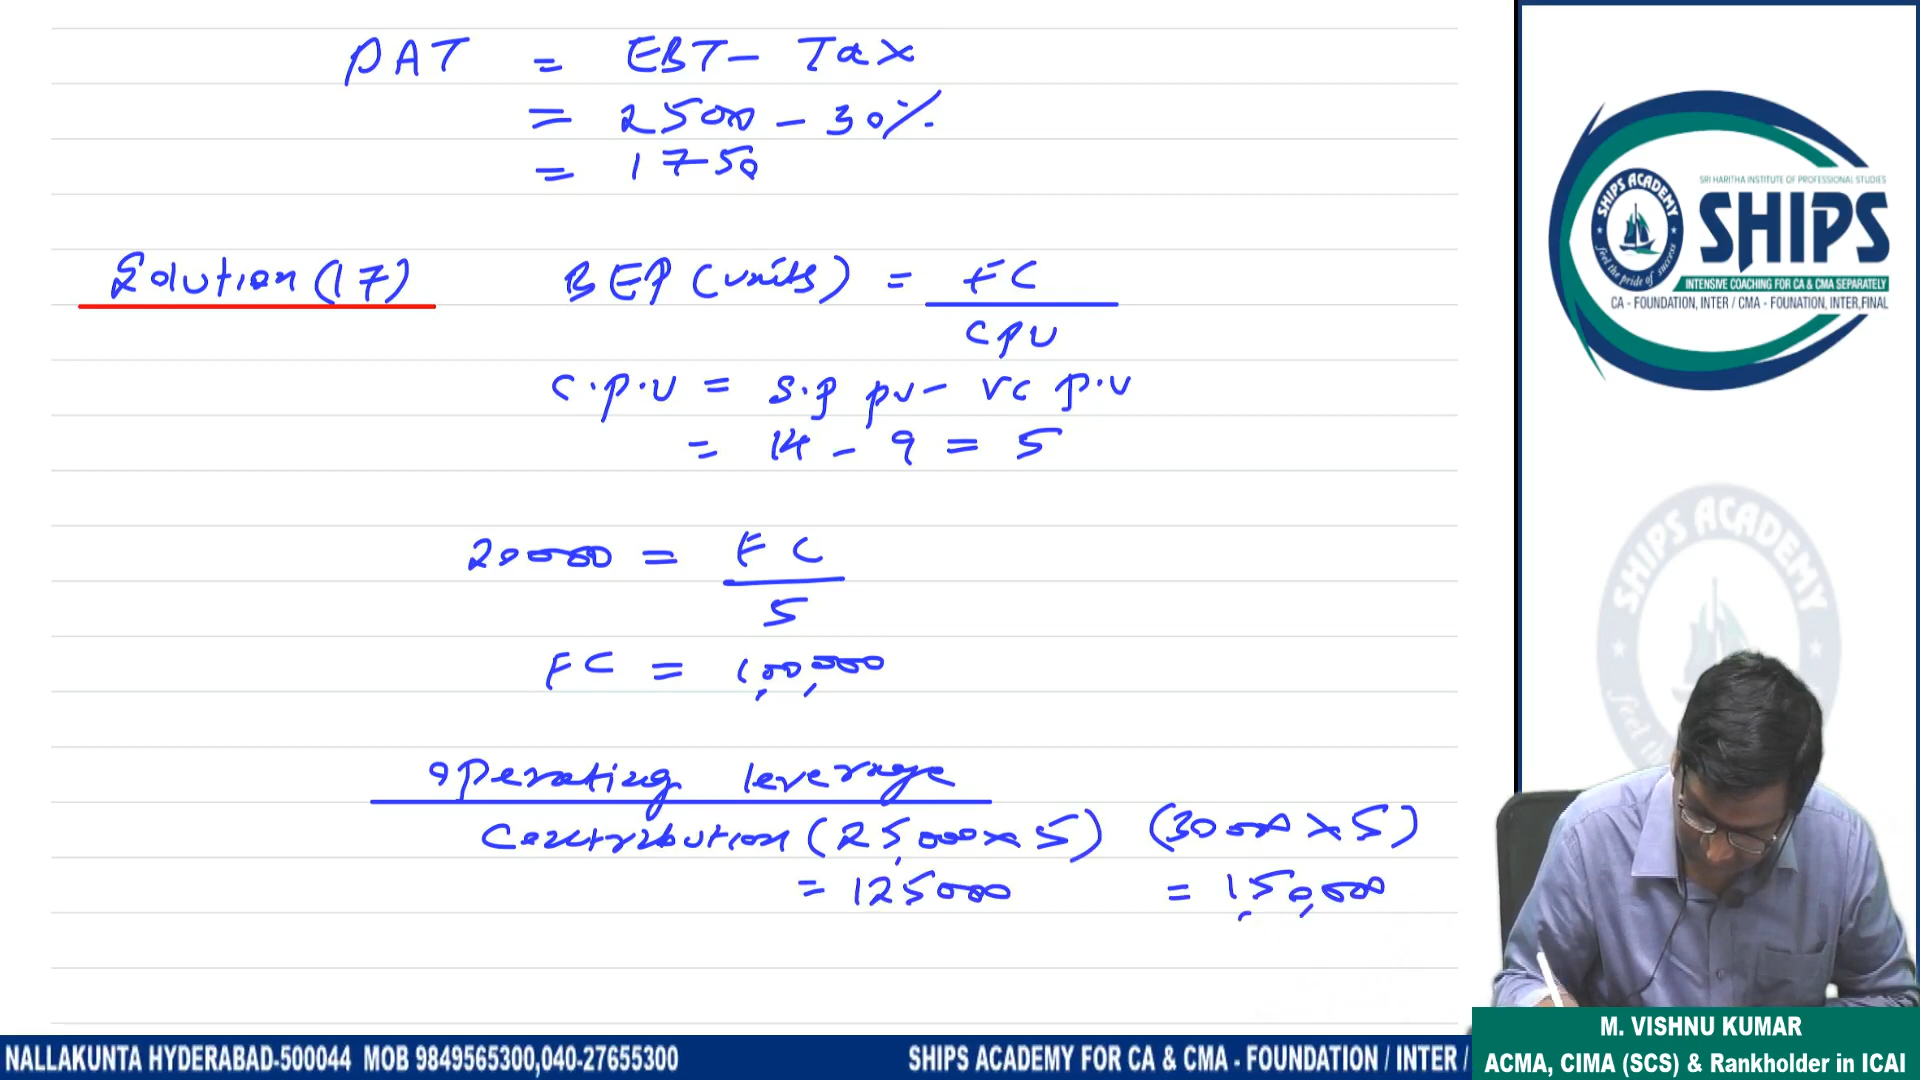 PAT = EBT - Tax
= 2500 - 30%.
= 1750
Solution (17) BEP (units) = FC
CPU
C.P.U = S.P PU - VC P.U
= 14 - 9 = 5
20000 = FC
5
FC = 1,00,000
Operating leverage
Contribution (25,000 x 5) (30000 x 5)
= 125000 = 1,50,000
SRI HARITHA INSTITUTE OF PROFESSIONAL STUDIES
SHIPS ACADEMY
feel the pride of success
SHIPS
INTENSIVE COACHING FOR CA & CMA SEPARATELY
CA - FOUNDATION, INTER / CMA - FOUNATION, INTER,FINAL
SHIPS ACADEMY
feel the
M. VISHNU KUMAR
ACMA, CIMA (SCS) & Rankholder in ICAI
NALLAKUNTA HYDERABAD-500044 MOB 9849565300,040-27655300 SHIPS ACADEMY FOR CA & CMA - FOUNDATION / INTER /